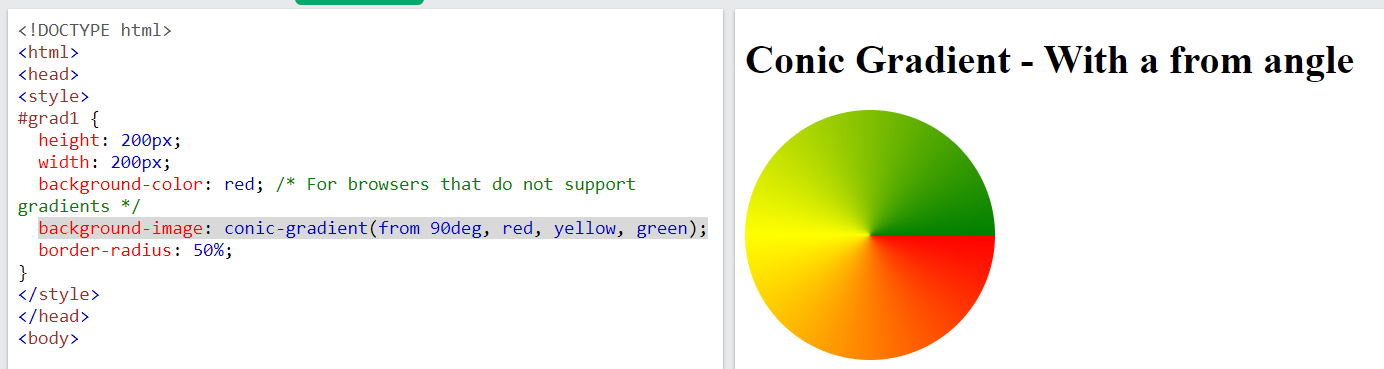 <!DOCTYPE html>
<html>
<head>
<style>
#grad1 {
  height: 200px;
  width: 200px;
  background-color: red; /* For browsers that do not support
gradients */
  background-image: conic-gradient(from 90deg, red, yellow, green);
  border-radius: 50%;
}
</style>
</head>
<body>
Conic Gradient - With a from angle